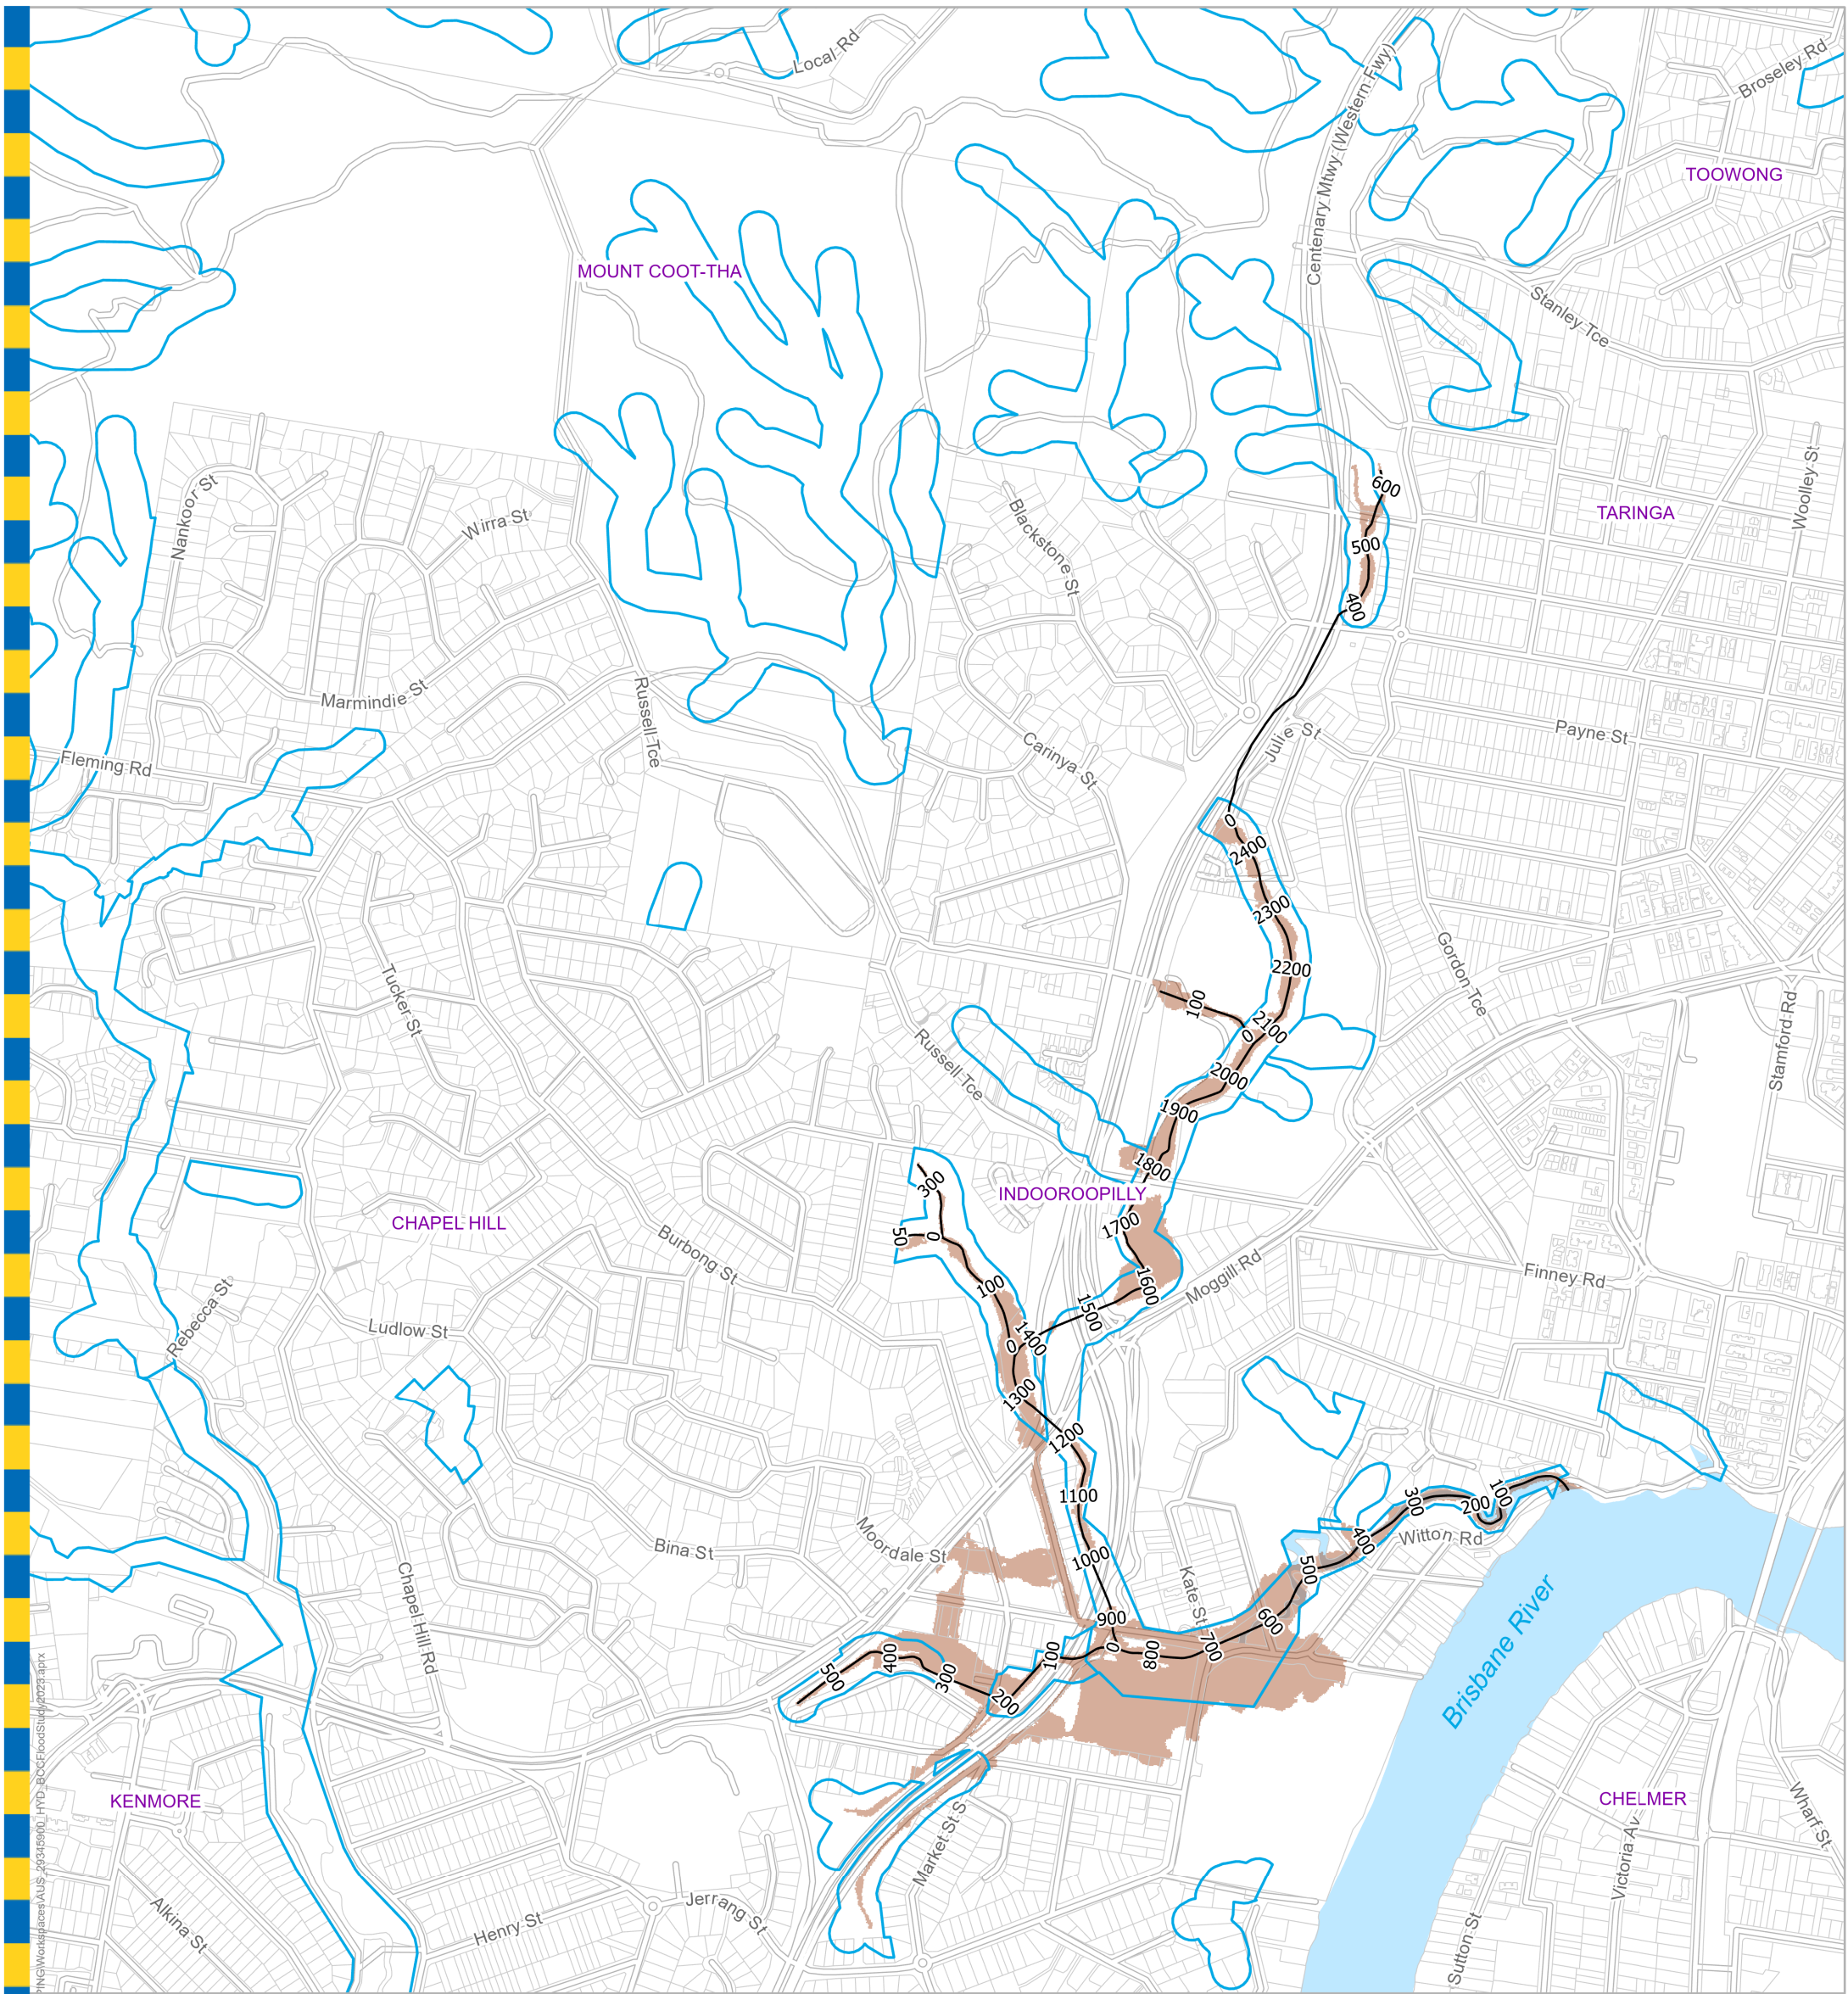 Local Rd
Broseley Rd
Centenary Mtwy (Western Fwy)
TOOWONG
MOUNT COOT-THA
Stanley Tce
Woolley St
Nankoor St
Wirra St
Blackstone St
TARINGA
600
500
400
Marmindie St
Russell Tce
Carinya St
Julie St
Payne St
Fleming Rd
0
2400
2300
2200
Gordon Tce
Tucker St
100
2100
0
Stamford Rd
Russell Tce
2000
1900
1800
300
INDOOROOPILLY
CHAPEL HILL
1700
50
0
Burbong St
100
1600
Moggill Rd
Finney Rd
1500
Rebecca St
Ludlow St
1400
0
1300
1200
1100
300
200
100
400
Witton Rd
Moordale St
Bina St
1000
500
Kate St
Chapel Hill Rd
900
600
Brisbane River
0
800
700
100
400
500
300
200
KENMORE
CHELMER
Market St S
Victoria Av
Wharf St
Alkina St
Henry St
Jerrang St
Sutton St